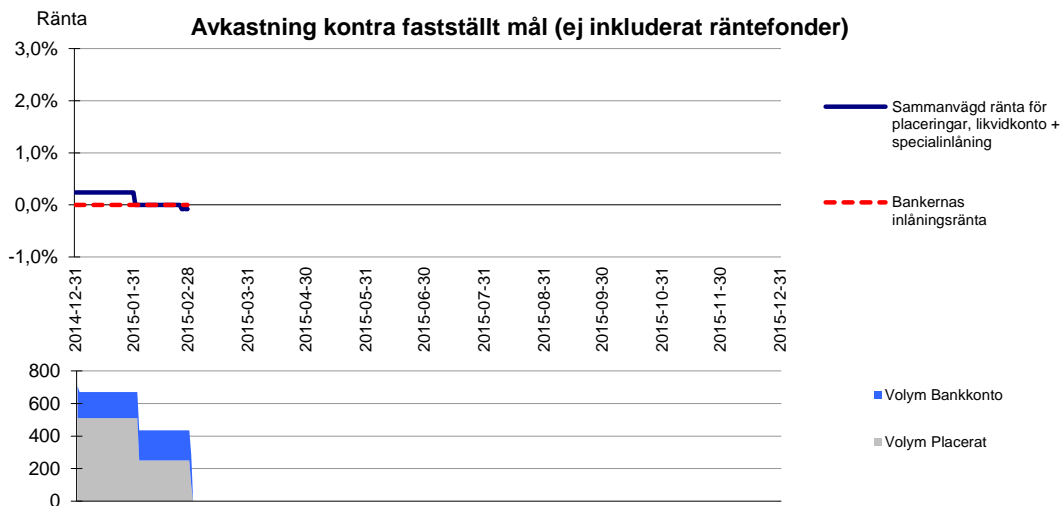 Ränta
Avkastning kontra fastställt mål (ej inkluderat räntefonder)
3,0%
2,0%
1,0%
0,0%
-1,0%
2014-12-31
2015-01-31
2015-02-28
2015-03-31
2015-04-30
2015-05-31
2015-06-30
2015-07-31
2015-08-31
2015-09-30
2015-10-31
2015-11-30
2015-12-31
Sammanvägd ränta för
placeringar, likvidkonto +
specialinlåning
Bankernas
inlåningsränta
800
600
400
200
0
Volym Bankkonto
Volym Placerat